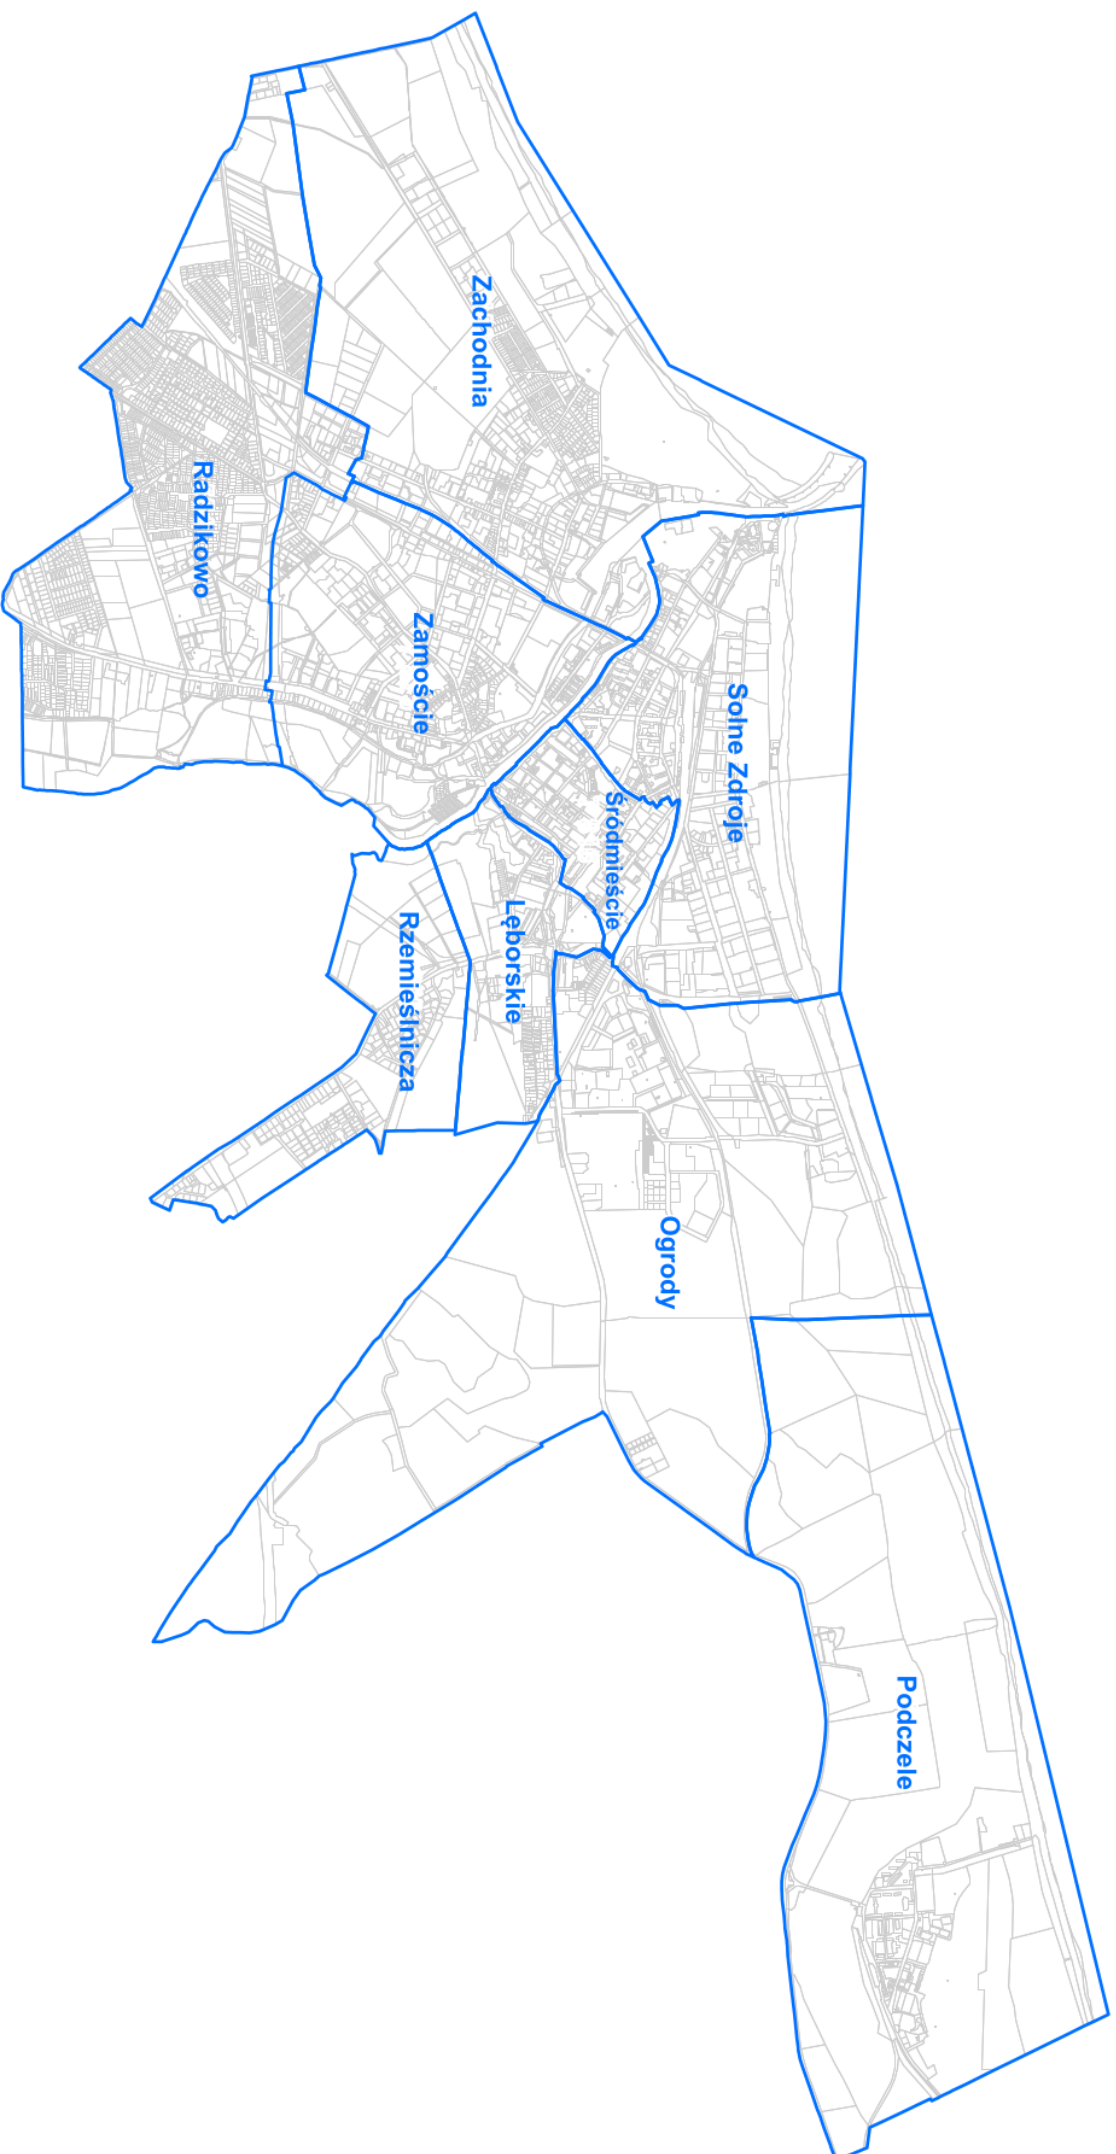 Zachodnia
Radzikowo
Zamoście
Solne Zdroje
Śródmieście
Lęborskie
Rzemieślnicza
Ogrody
Podczele